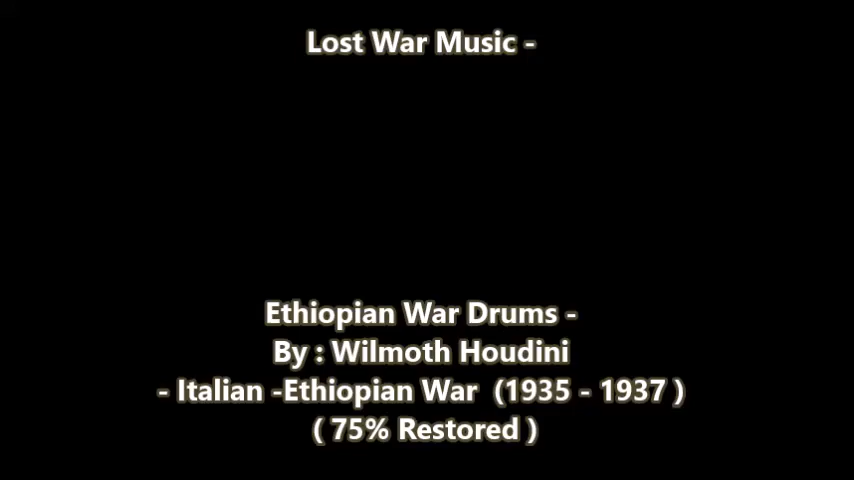 Lost War Music -
Ethiopian War Drums -
By : Wilmoth Houdini
- Italian -Ethiopian War  (1935 - 1937 )
( 75% Restored )